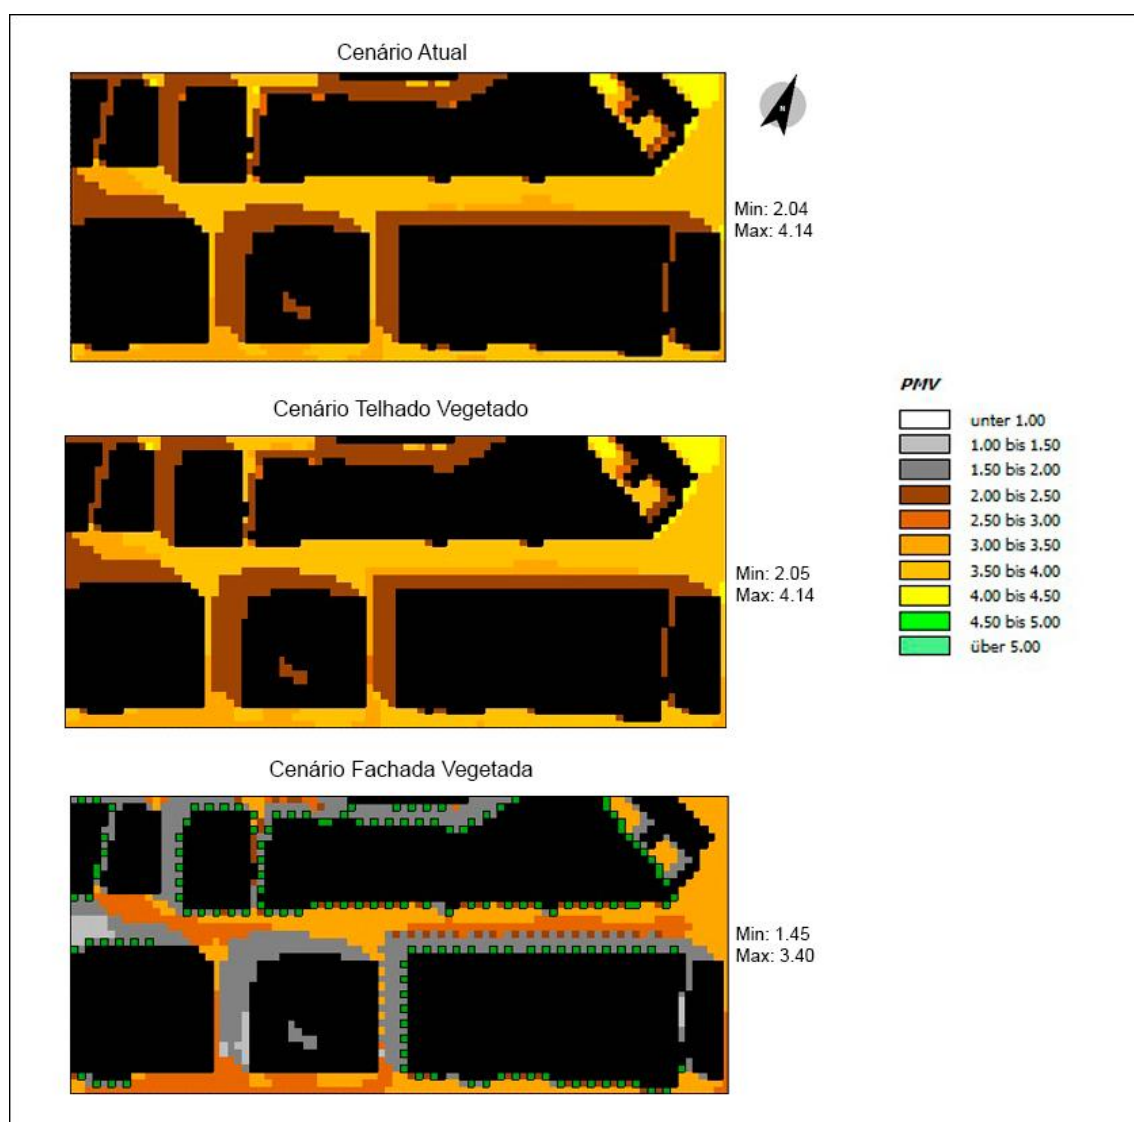 Cenário Atual
N
Min: 2.04
Max: 4.14
PMV
unter 1.00
1.00 bis 1.50
1.50 bis 2.00
2.00 bis 2.50
2.50 bis 3.00
3.00 bis 3.50
3.50 bis 4.00
4.00 bis 4.50
4.50 bis 5.00
über 5.00
Cenário Telhado Vegetado
Min: 2.05
Max: 4.14
Cenário Fachada Vegetada
Min: 1.45
Max: 3.40